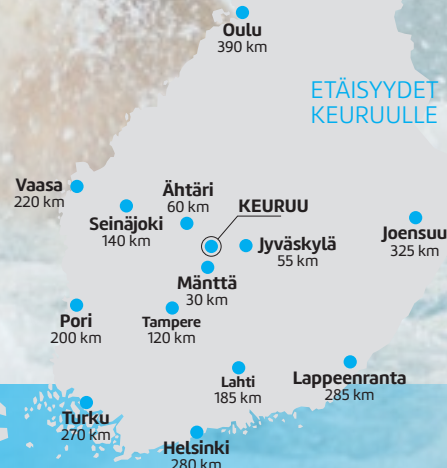 Oulu
390 km
ETÄISYYDET
KEURUULLE
Vaasa
220 km
Ähtäri
60 km
KEURUU
Seinäjoki
140 km
Jyväskylä
55 km
Joensuu
325 km
Mänttä
30 km
Pori
200 km
Tampere
120 km
Lahti
185 km
Lappeenranta
285 km
Turku
270 km
Helsinki
280 km